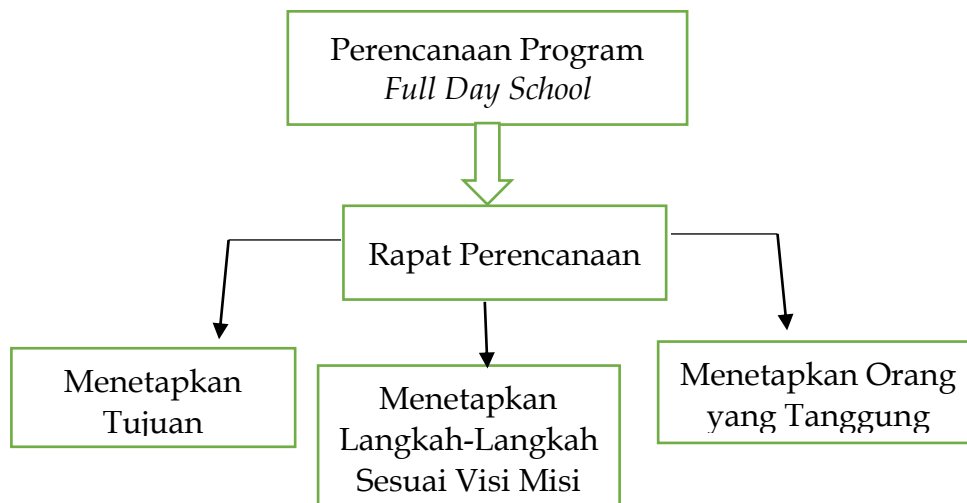 Perencanaan Program
Full Day School
Rapat Perencanaan
Menetapkan
Tujuan
Menetapkan
Langkah-Langkah
Sesuai Visi Misi
Menetapkan Orang
yang Tanggung